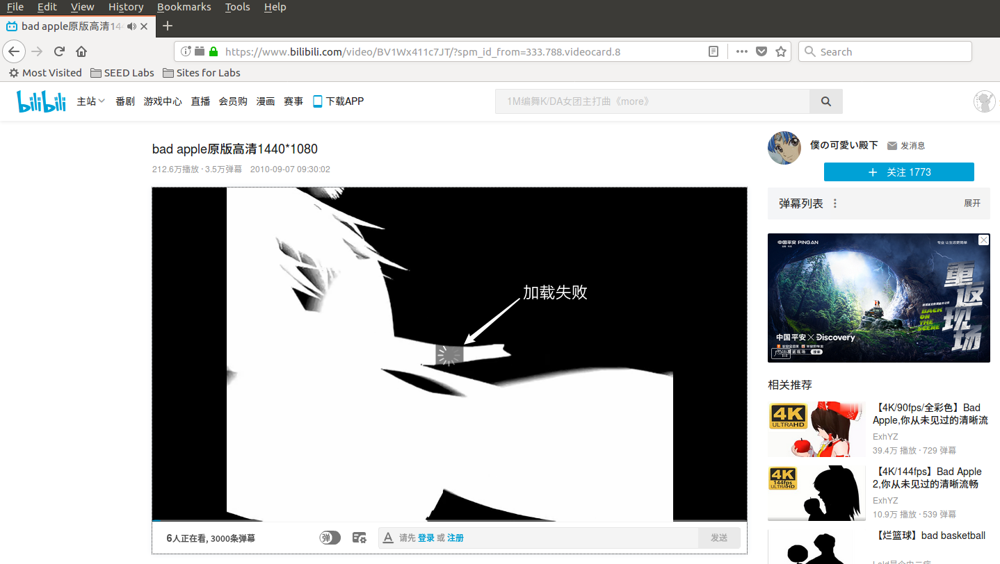 File Edit View History Bookmarks Tools Help
bad apple原版高清144
https://www.bilibili.com/video/BV1Wx411c7JT/?spm_id_from=333.788.videocard.8
Search
Most Visited SEED Labs Sites for Labs
bilibili 主站 番剧 游戏中心 直播 会员购 漫画 赛事 下载APP
1M编舞K/DA女团主打曲《more》
bad apple原版高清1440*1080
212.6万播放 · 3.5万弹幕 2010-09-07 09:30:02
僕の可愛い殿下 发消息
+ 关注 1773
弹幕列表 展开
加载失败
中国平安 PINGAN
专业 让生活更简单
重返现场
BACK ON THE SCENE
中国平安 × Discovery
广告
相关推荐
4K ULTRA HD
【4K/90fps/全彩色】Bad
Apple,你从未见过的清晰流
ExhYZ
39.4万 播放 · 729 弹幕
4K 144fps ULTRA HD
【4K/144fps】Bad Apple
2,你从未见过的清晰流畅
ExhYZ
10.9万 播放 · 539 弹幕
【烂篮球】bad basketball
6人正在看, 3000条弹幕
弹
A 请先 登录 或 注册
发送